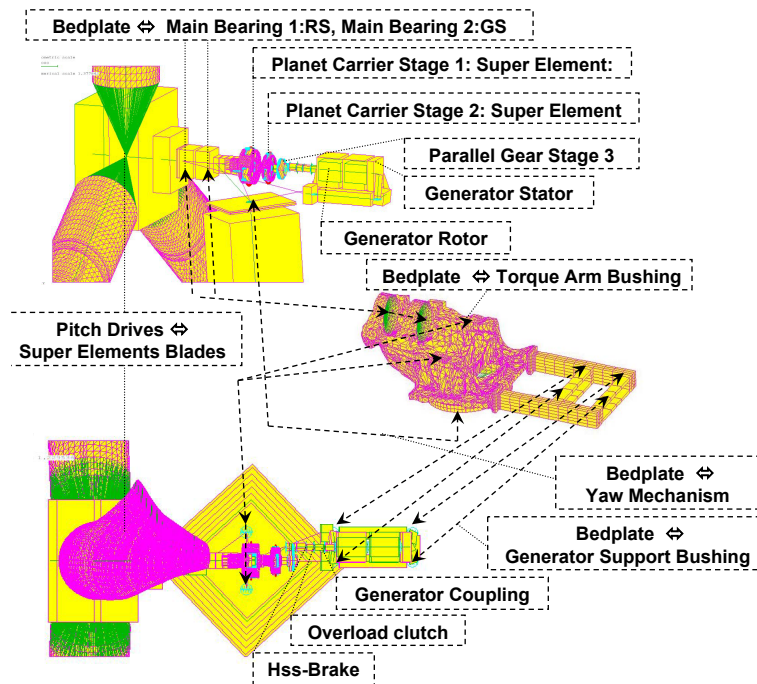 Bedplate ⇔ Main Bearing 1:RS, Main Bearing 2:GS
Planet Carrier Stage 1: Super Element:
Planet Carrier Stage 2: Super Element
Parallel Gear Stage 3
Generator Stator
Generator Rotor
Bedplate ⇔ Torque Arm Bushing
Pitch Drives ⇔
Super Elements Blades
Bedplate ⇔
Yaw Mechanism
Bedplate ⇔
Generator Support Bushing
Generator Coupling
Overload clutch
Hss-Brake